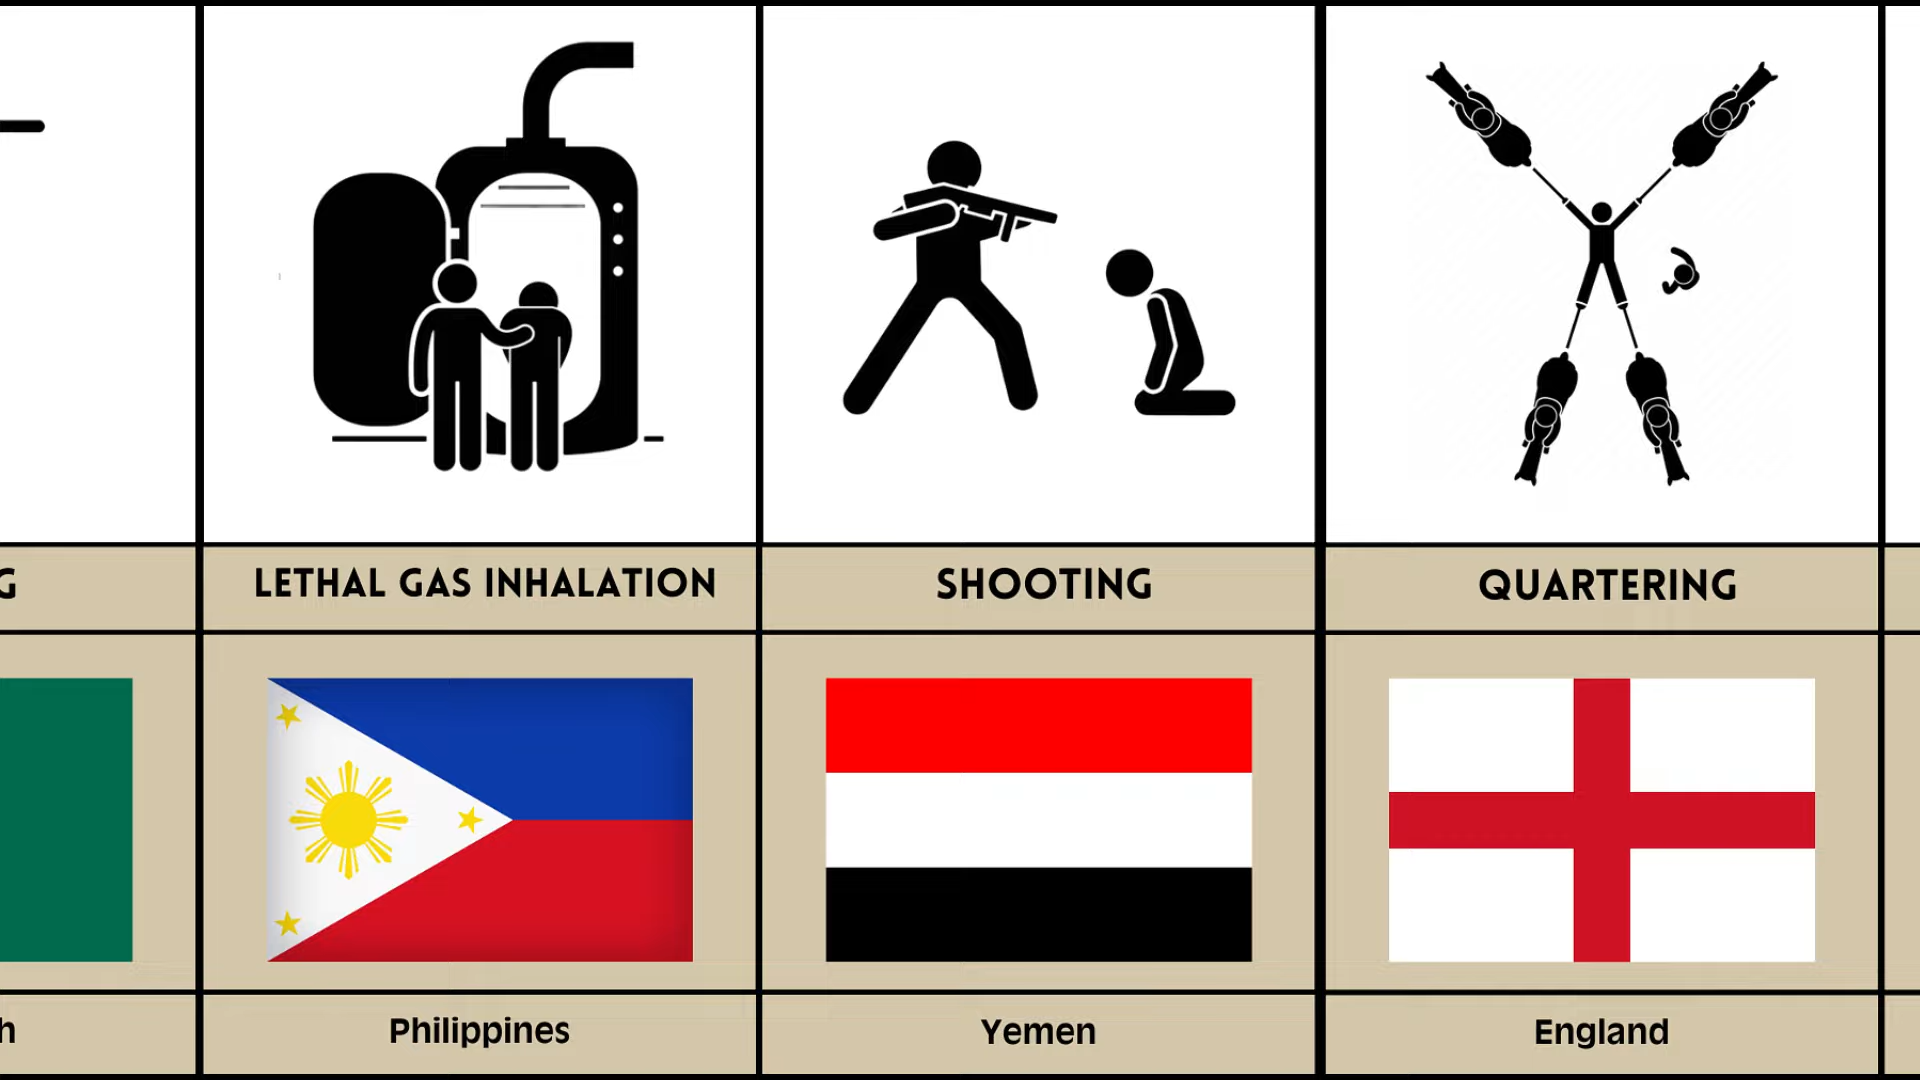 G
LETHAL GAS INHALATION
SHOOTING
QUARTERING
h
Philippines
Yemen
England